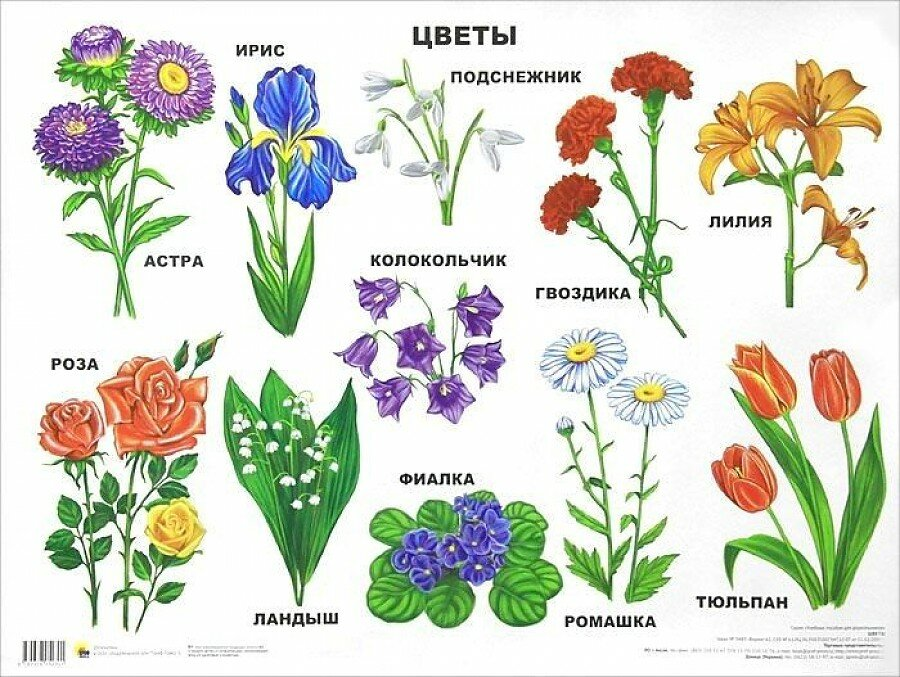 ЦВЕТЫ
ИРИС
ПОДСНЕЖНИК
ЛИЛИЯ
АСТРА
КОЛОКОЛЬЧИК
ГВОЗДИКА
РОЗА
ФИАЛКА
ЛАНДЫШ
РОМАШКА
ТЮЛЬПАН